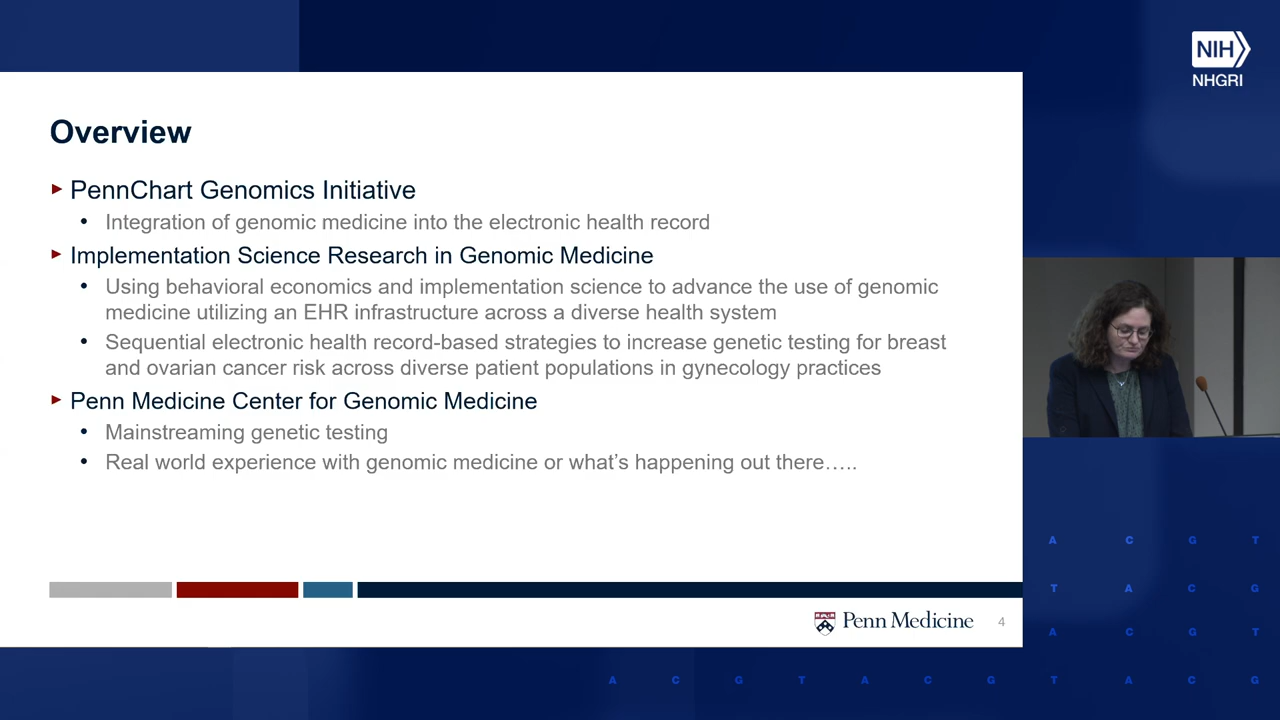 NIH
NHGRI
Overview
PennChart Genomics Initiative
• Integration of genomic medicine into the electronic health record
Implementation Science Research in Genomic Medicine
• Using behavioral economics and implementation science to advance the use of genomic
medicine utilizing an EHR infrastructure across a diverse health system
• Sequential electronic health record-based strategies to increase genetic testing for breast
and ovarian cancer risk across diverse patient populations in gynecology practices
Penn Medicine Center for Genomic Medicine
• Mainstreaming genetic testing
• Real world experience with genomic medicine or what's happening out there…..
Penn Medicine 4
A C G T
T A C G
A C G T
A C G T A C G T A C G